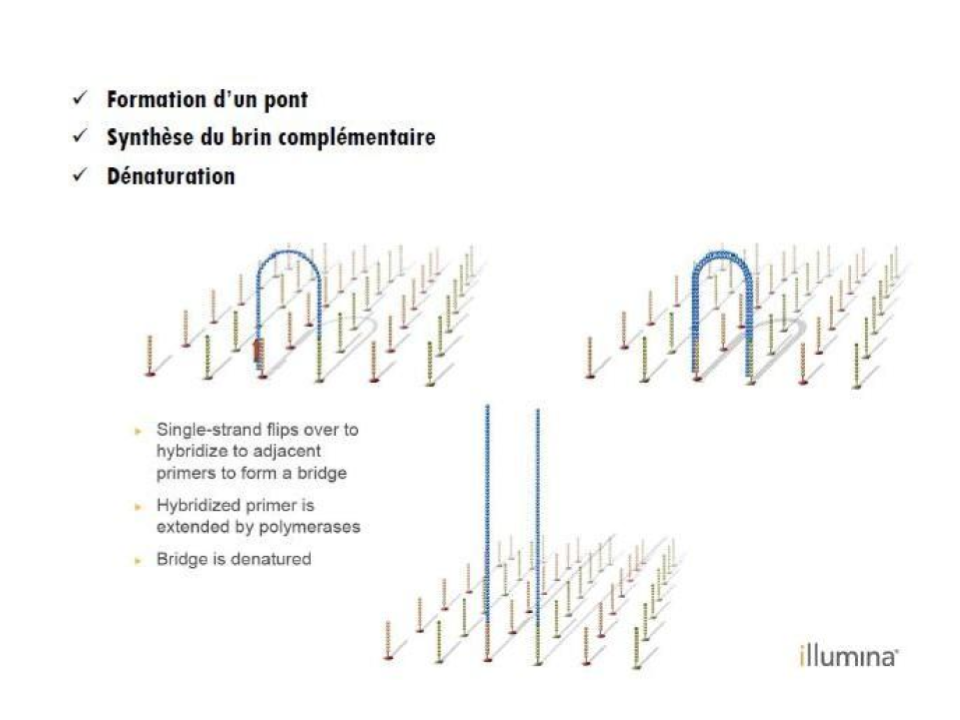 ✓ Formation d'un pont
✓ Synthèse du brin complémentaire
✓ Dénaturation
► Single-strand flips over to
hybridize to adjacent
primers to form a bridge
► Hybridized primer is
extended by polymerases
► Bridge is denatured
illumina®